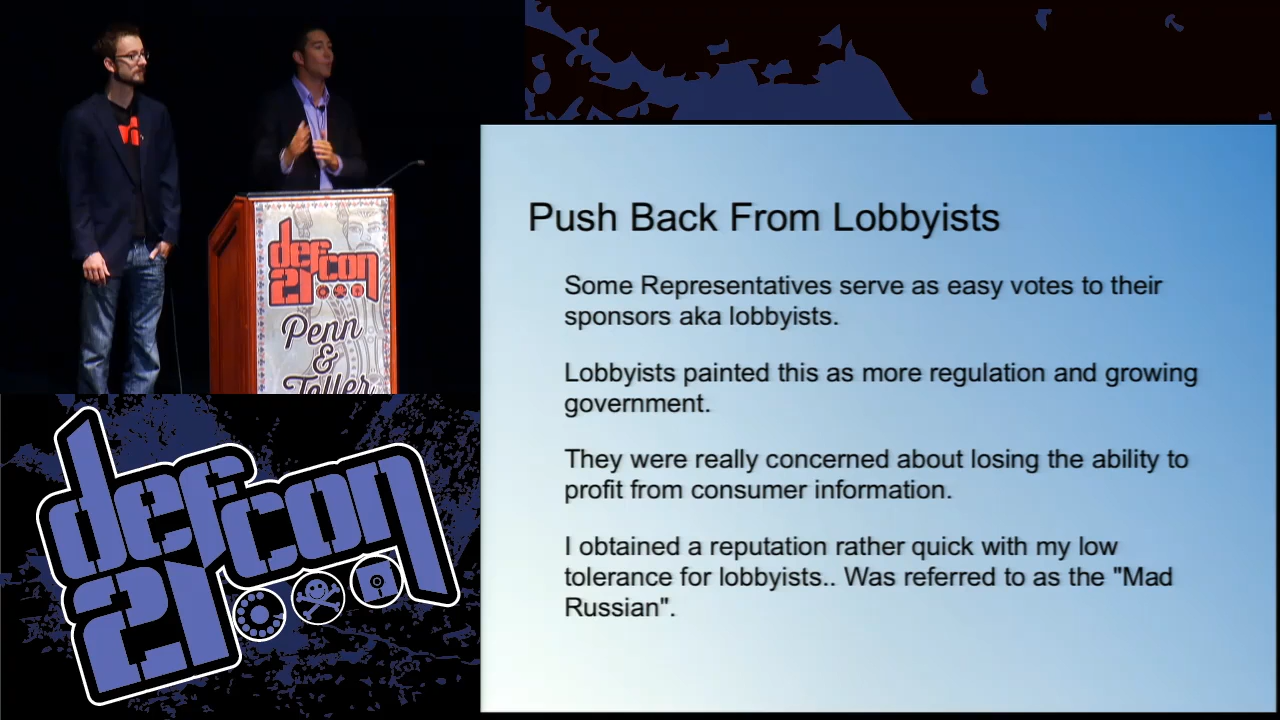 defcon
21
Penn
&
Teller
Push Back From Lobbyists
Some Representatives serve as easy votes to their
sponsors aka lobbyists.
Lobbyists painted this as more regulation and growing
government.
They were really concerned about losing the ability to
profit from consumer information.
I obtained a reputation rather quick with my low
tolerance for lobbyists.. Was referred to as the "Mad
Russian".
defcon
21